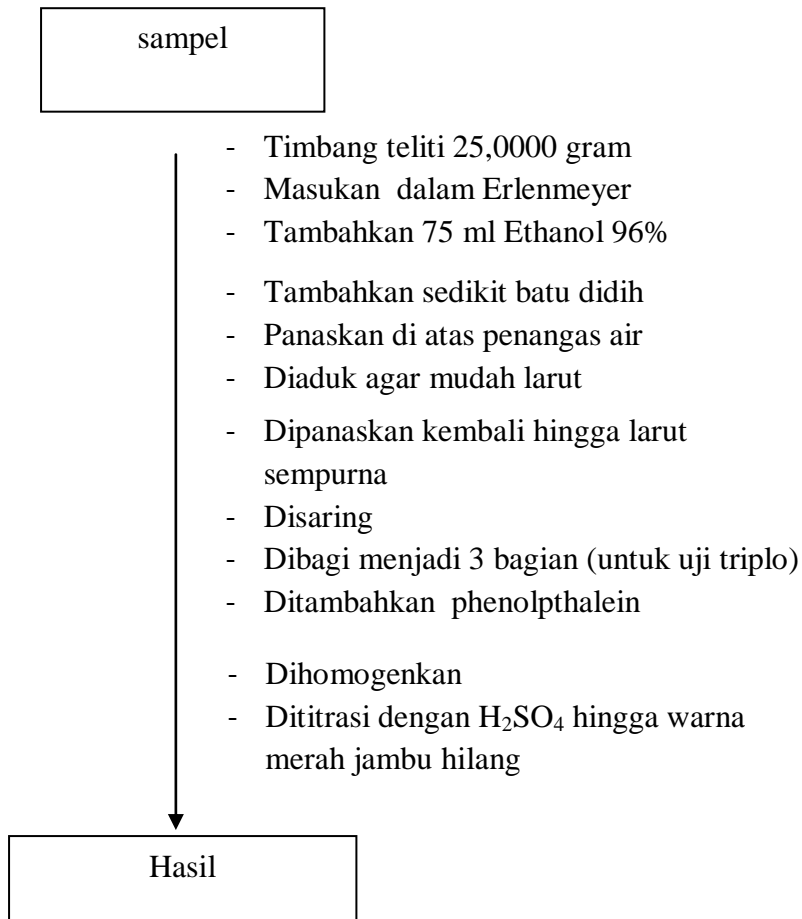 sampel
- Timbang teliti 25,0000 gram
- Masukan dalam Erlenmeyer
- Tambahkan 75 ml Ethanol 96%
- Tambahkan sedikit batu didih
- Panaskan di atas penangas air
- Diaduk agar mudah larut
- Dipanaskan kembali hingga larut
sempurna
- Disaring
- Dibagi menjadi 3 bagian (untuk uji triplo)
- Ditambahkan phenolpthalein
- Dihomogenkan
- Dititrasi dengan H₂SO₄ hingga warna
merah jambu hilang
Hasil